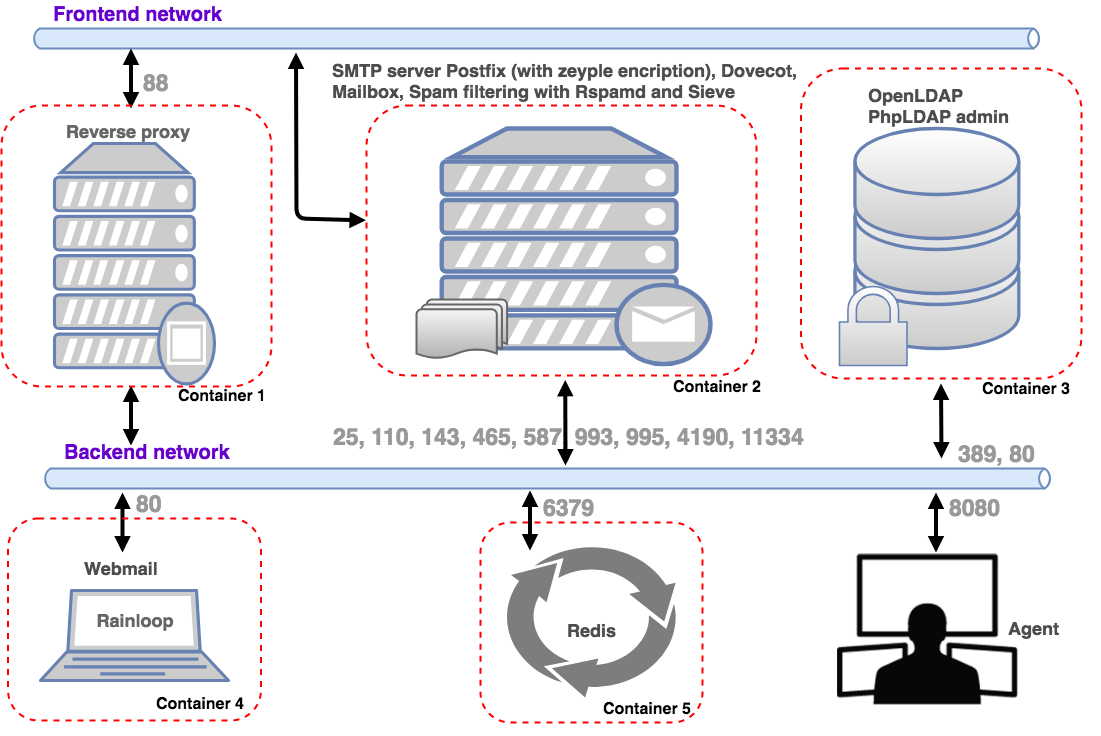 Frontend network
88
SMTP server Postfix (with zeyple encription), Dovecot,
Mailbox, Spam filtering with Rspamd and Sieve
OpenLDAP
PhpLDAP admin
Reverse proxy
Container 1
Container 2
Container 3
25, 110, 143, 465, 587, 993, 995, 4190, 11334
Backend network
389, 80
80
6379
8080
Webmail
Rainloop
Redis
Agent
Container 4
Container 5